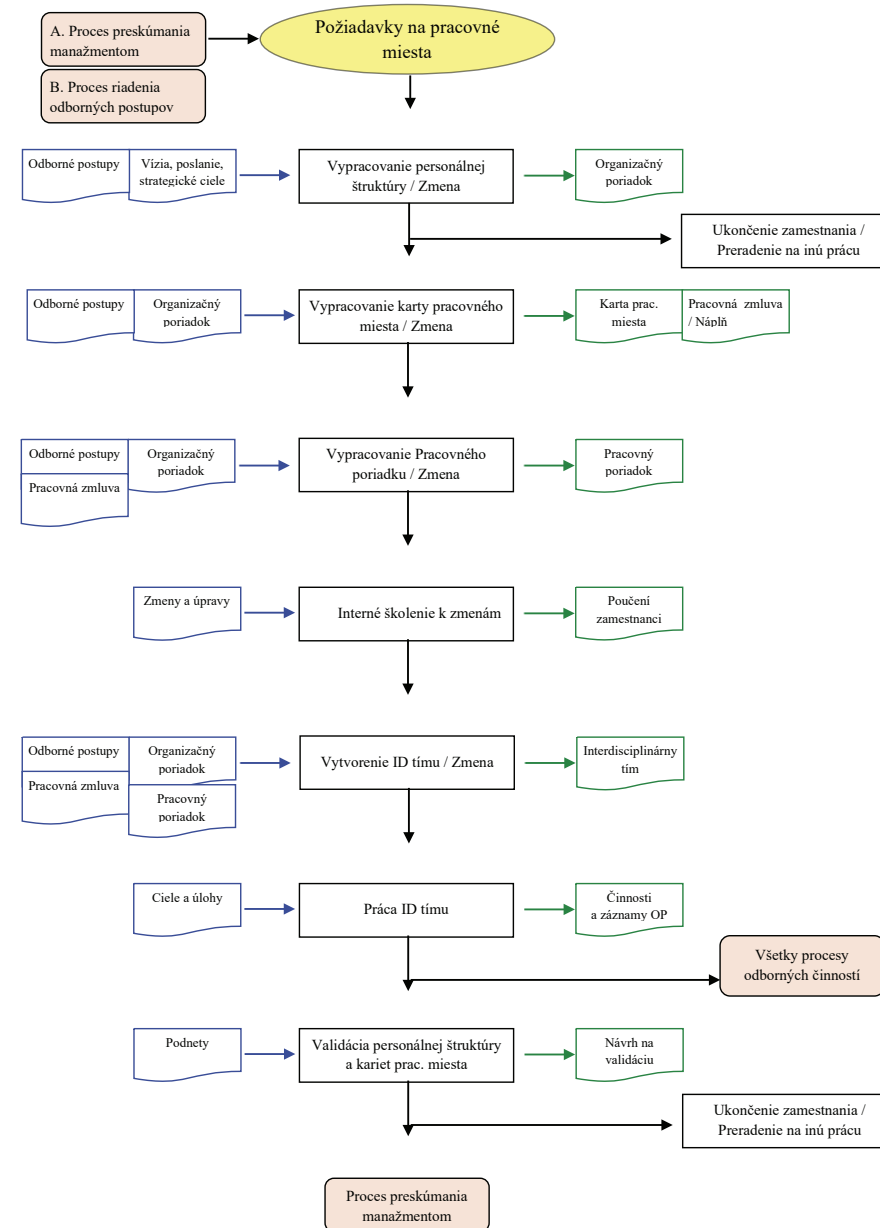 A. Proces preskúmania
manažmentom
Požiadavky na pracovné
miesta
B. Proces riadenia
odborných postupov
Odborné postupy
Vízia, poslanie,
strategické ciele
Vypracovanie personálnej
štruktúry / Zmena
Organizačný
poriadok
Ukončenie zamestnania /
Preradenie na inú prácu
Odborné postupy
Organizačný
poriadok
Vypracovanie karty pracovného
miesta / Zmena
Karta prac.
miesta
Pracovná zmluva
/ Náplň
Odborné postupy
Pracovná zmluva
Organizačný
poriadok
Vypracovanie Pracovného
poriadku / Zmena
Pracovný
poriadok
Zmeny a úpravy
Interné školenie k zmenám
Poučení
zamestnanci
Odborné postupy
Pracovná zmluva
Organizačný
poriadok
Pracovný
poriadok
Vytvorenie ID tímu / Zmena
Interdisciplinárny
tím
Ciele a úlohy
Práca ID tímu
Činnosti
a záznamy OP
Všetky procesy
odborných činností
Podnety
Validácia personálnej štruktúry
a kariet prac. miesta
Návrh na
validáciu
Ukončenie zamestnania /
Preradenie na inú prácu
Proces preskúmania
manažmentom